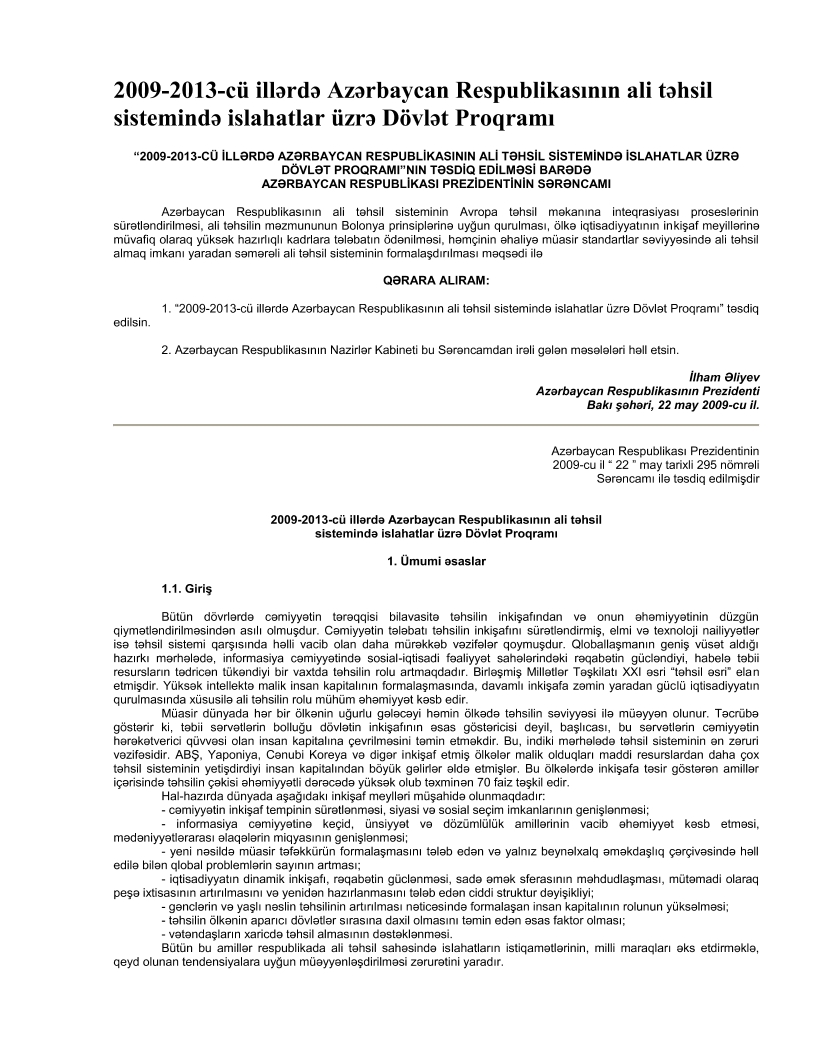 2009-2013-cü illərdə Azərbaycan Respublikasının ali təhsil
sistemində islahatlar üzrə Dövlət Proqramı
“2009-2013-CÜ İLLƏRDƏ AZƏRBAYCAN RESPUBLİKASININ ALİ TƏHSİL SİSTEMİNDƏ İSLAHATLAR ÜZRƏ
DÖVLƏT PROQRAMI”NIN TƏSDİQ EDİLMƏSİ BARƏDƏ
AZƏRBAYCAN RESPUBLİKASI PREZİDENTİNİN SƏRƏNCAMI
Azərbaycan Respublikasının ali təhsil sisteminin Avropa təhsil məkanına inteqrasiyası proseslərinin
sürətləndirilməsi, ali təhsilin məzmununun Bolonya prinsiplərinə uyğun qurulması, ölkə iqtisadiyyatının inkişaf meyillərinə
müvafiq olaraq yüksək hazırlıqlı kadrlara tələbatın ödənilməsi, həmçinin əhaliyə müasir standartlar səviyyəsində ali təhsil
almaq imkanı yaradan səmərəli ali təhsil sisteminin formalaşdırılması məqsədi ilə
QƏRARA ALIRAM:
1. “2009-2013-cü illərdə Azərbaycan Respublikasının ali təhsil sistemində islahatlar üzrə Dövlət Proqramı” təsdiq
edilsin.
2. Azərbaycan Respublikasının Nazirlər Kabineti bu Sərəncamdan irəli gələn məsələləri həll etsin.
İlham Əliyev
Azərbaycan Respublikasının Prezidenti
Bakı şəhəri, 22 may 2009-cu il.
Azərbaycan Respublikası Prezidentinin
2009-cu il “ 22 ” may tarixli 295 nömrəli
Sərəncamı ilə təsdiq edilmişdir
2009-2013-cü illərdə Azərbaycan Respublikasının ali təhsil
sistemində islahatlar üzrə Dövlət Proqramı
1. Ümumi əsaslar
1.1. Giriş
Bütün dövrlərdə cəmiyyətin tərəqqisi bilavasitə təhsilin inkişafından və onun əhəmiyyətinin düzgün
qiymətləndirilməsindən asılı olmuşdur. Cəmiyyətin tələbatı təhsilin inkişafını sürətləndirmiş, elmi və texnoloji nailiyyətlər
isə təhsil sistemi qarşısında həlli vacib olan daha mürəkkəb vəzifələr qoymuşdur. Qloballaşmanın geniş vüsət aldığı
hazırkı mərhələdə, informasiya cəmiyyətində sosial-iqtisadi fəaliyyət sahələrindəki rəqabətin gücləndiyi, habelə təbii
resursların tədricən tükəndiyi bir vaxtda təhsilin rolu artmaqdadır. Birləşmiş Millətlər Təşkilatı XXI əsri “təhsil əsri” elan
etmişdir. Yüksək intellektə malik insan kapitalının formalaşmasında, davamlı inkişafa zəmin yaradan güclü iqtisadiyyatın
qurulmasında xüsusilə ali təhsilin rolu mühüm əhəmiyyət kəsb edir.
Müasir dünyada hər bir ölkənin uğurlu gələcəyi həmin ölkədə təhsilin səviyyəsi ilə müəyyən olunur. Təcrübə
göstərir ki, təbii sərvətlərin bolluğu dövlətin inkişafının əsas göstəricisi deyil, başlıcası, bu sərvətlərin cəmiyyətin
hərəkətverici qüvvəsi olan insan kapitalına çevrilməsini təmin etməkdir. Bu, indiki mərhələdə təhsil sisteminin ən zəruri
vəzifəsidir. ABŞ, Yaponiya, Cənubi Koreya və digər inkişaf etmiş ölkələr malik olduqları maddi resurslardan daha çox
təhsil sisteminin yetişdirdiyi insan kapitalından böyük gəlirlər əldə etmişlər. Bu ölkələrdə inkişafa təsir göstərən amillər
içərisində təhsilin çəkisi əhəmiyyətli dərəcədə yüksək olub təxminən 70 faiz təşkil edir.
Hal-hazırda dünyada aşağıdakı inkişaf meylləri müşahidə olunmaqdadır:
- cəmiyyətin inkişaf tempinin sürətlənməsi, siyasi və sosial seçim imkanlarının genişlənməsi;
- informasiya cəmiyyətinə keçid, ünsiyyət və dözümlülük amillərinin vacib əhəmiyyət kəsb etməsi,
mədəniyyətlərarası əlaqələrin miqyasının genişlənməsi;
- yeni nəsildə müasir təfəkkürün formalaşmasını tələb edən və yalnız beynəlxalq əməkdaşlıq çərçivəsində həll
edilə bilən qlobal problemlərin sayının artması;
- iqtisadiyyatın dinamik inkişafı, rəqabətin güclənməsi, sadə əmək sferasının məhdudlaşması, mütəmadi olaraq
peşə ixtisasının artırılmasını və yenidən hazırlanmasını tələb edən ciddi struktur dəyişikliyi;
- gənclərin və yaşlı nəslin təhsilinin artırılması nəticəsində formalaşan insan kapitalının rolunun yüksəlməsi;
- təhsilin ölkənin aparıcı dövlətlər sırasına daxil olmasını təmin edən əsas faktor olması;
- vətəndaşların xaricdə təhsil almasının dəstəklənməsi.
Bütün bu amillər respublikada ali təhsil sahəsində islahatların istiqamətlərinin, milli maraqları əks etdirməklə,
qeyd olunan tendensiyalara uyğun müəyyənləşdirilməsi zərurətini yaradır.